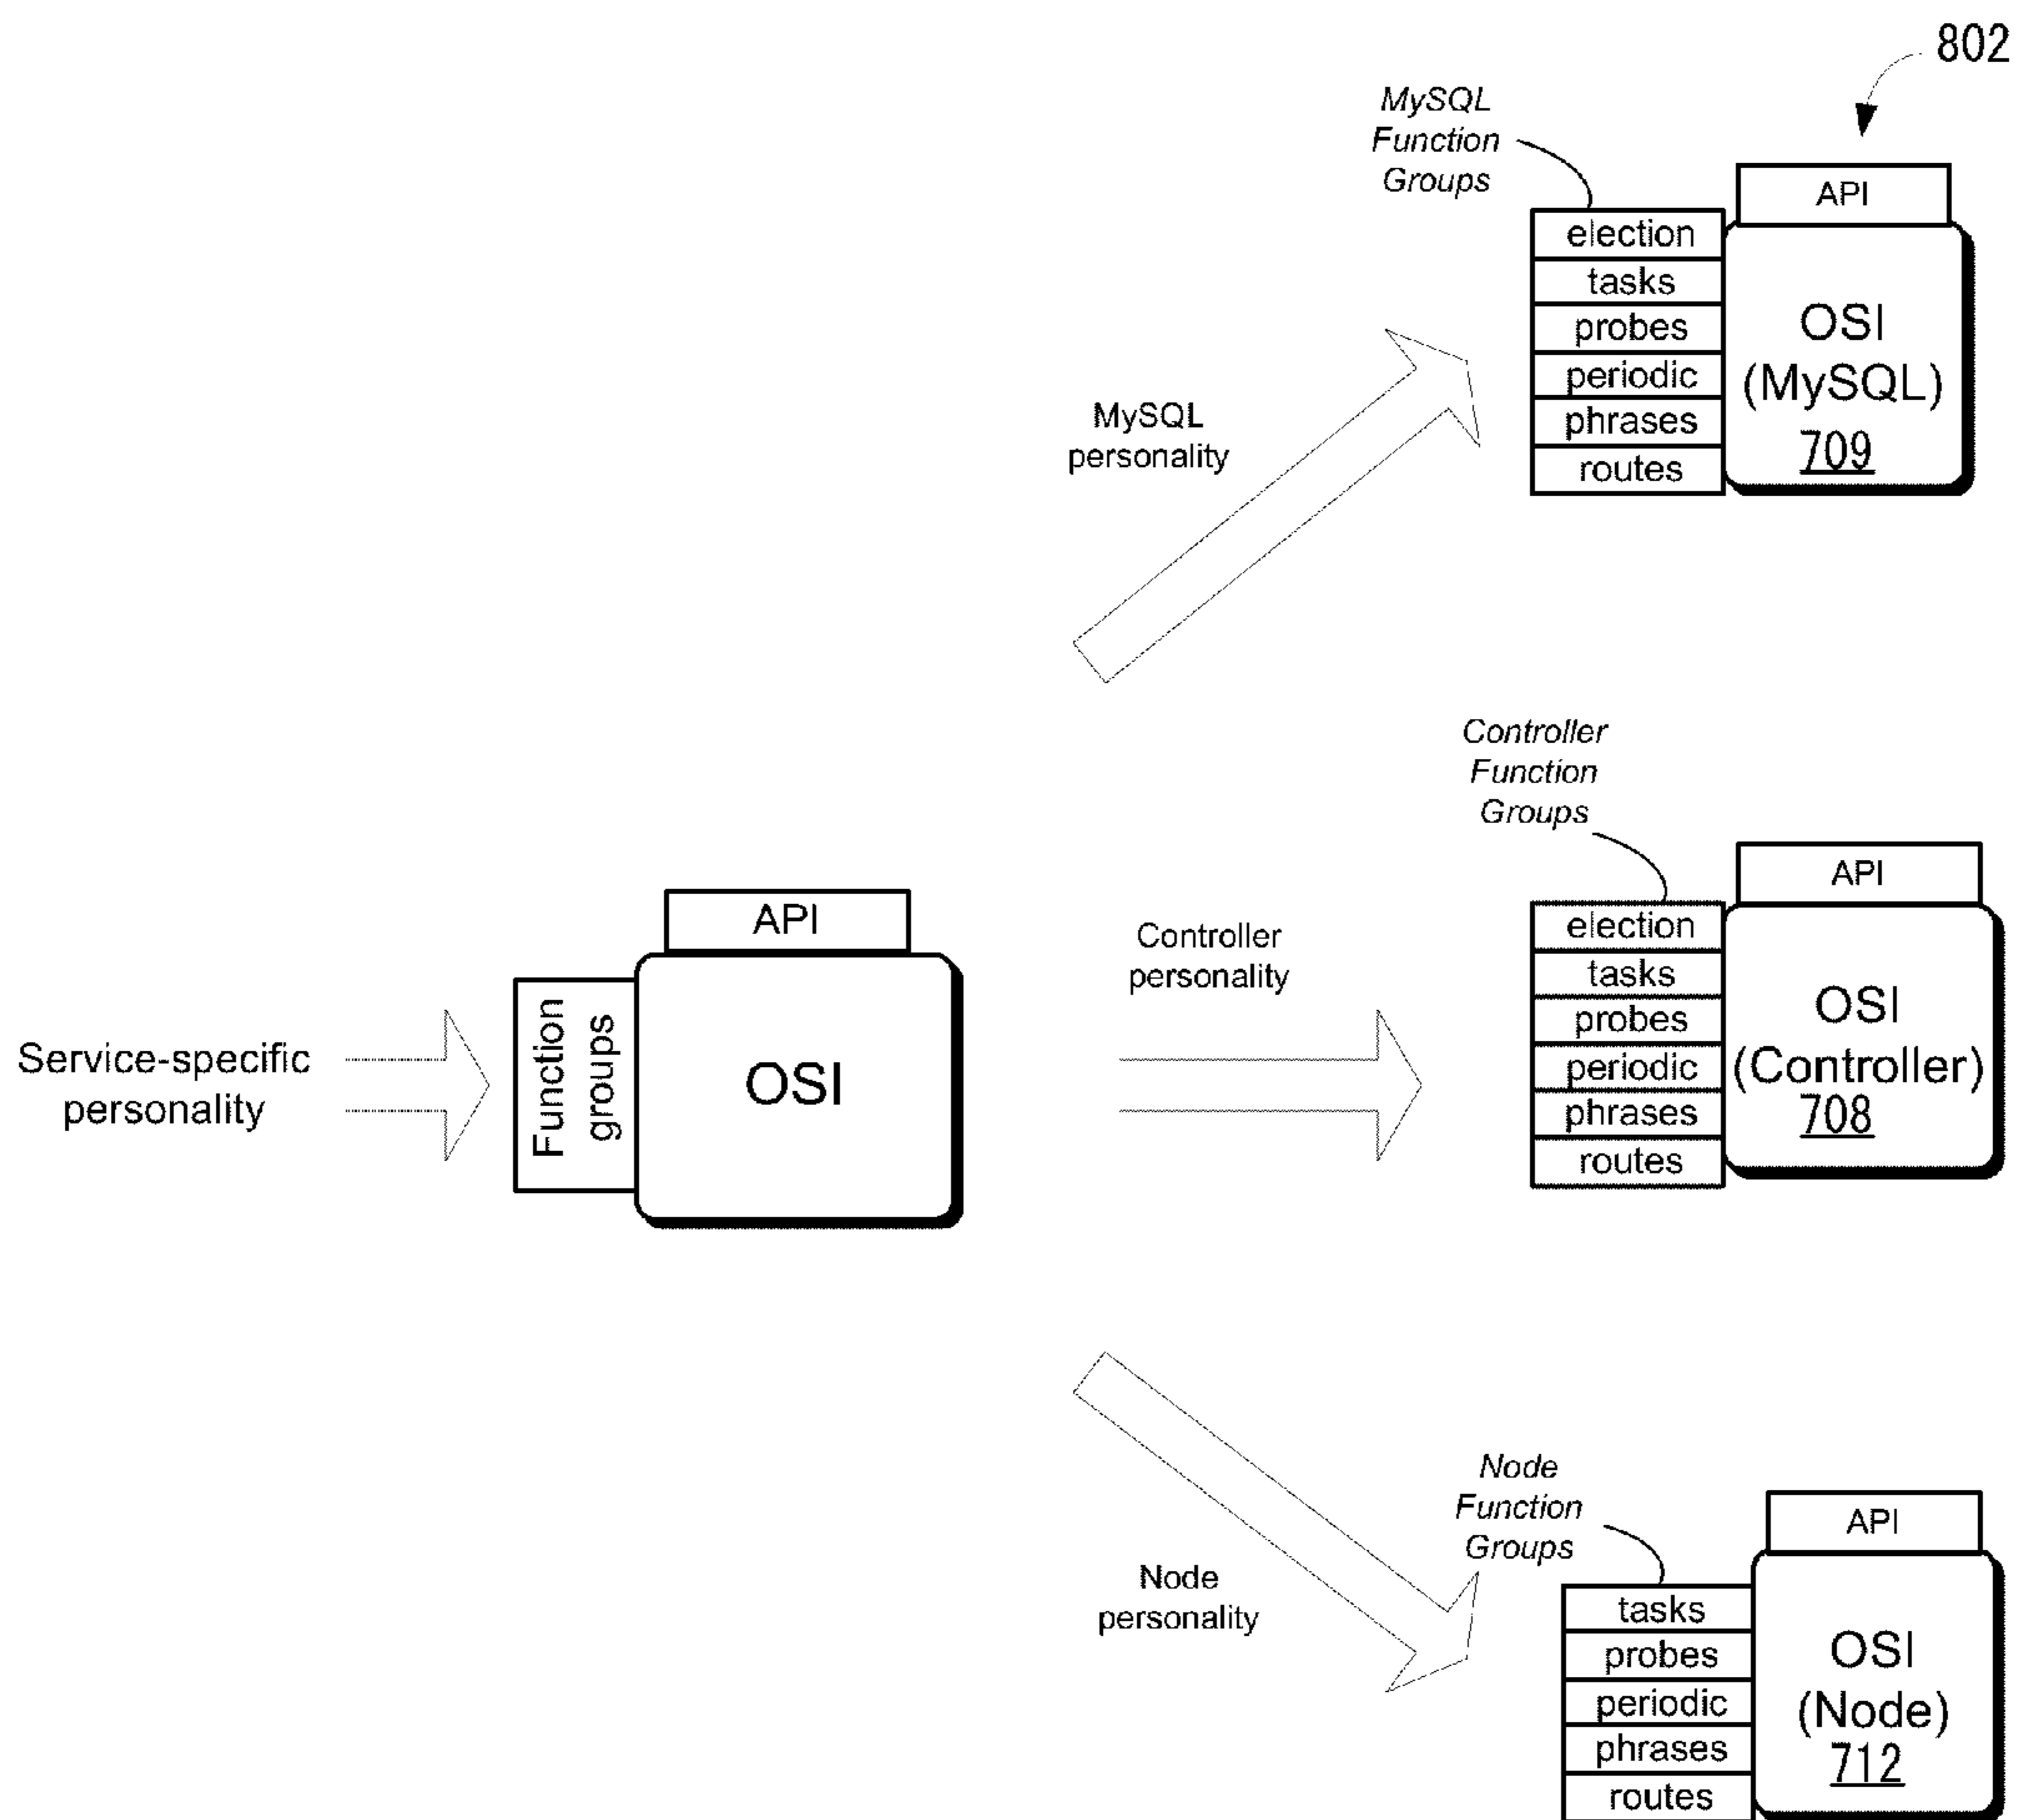 802
MySQL
Function
Groups
API
election
tasks
probes
periodic
phrases
routes
OSI
(MySQL)
709
MySQL
personality
Controller
Function
Groups
API
election
tasks
probes
periodic
phrases
routes
OSI
(Controller)
708
Controller
personality
API
Function
groups
OSI
Service-specific
personality
Node
Function
Groups
API
tasks
probes
periodic
phrases
routes
OSI
(Node)
712
Node
personality